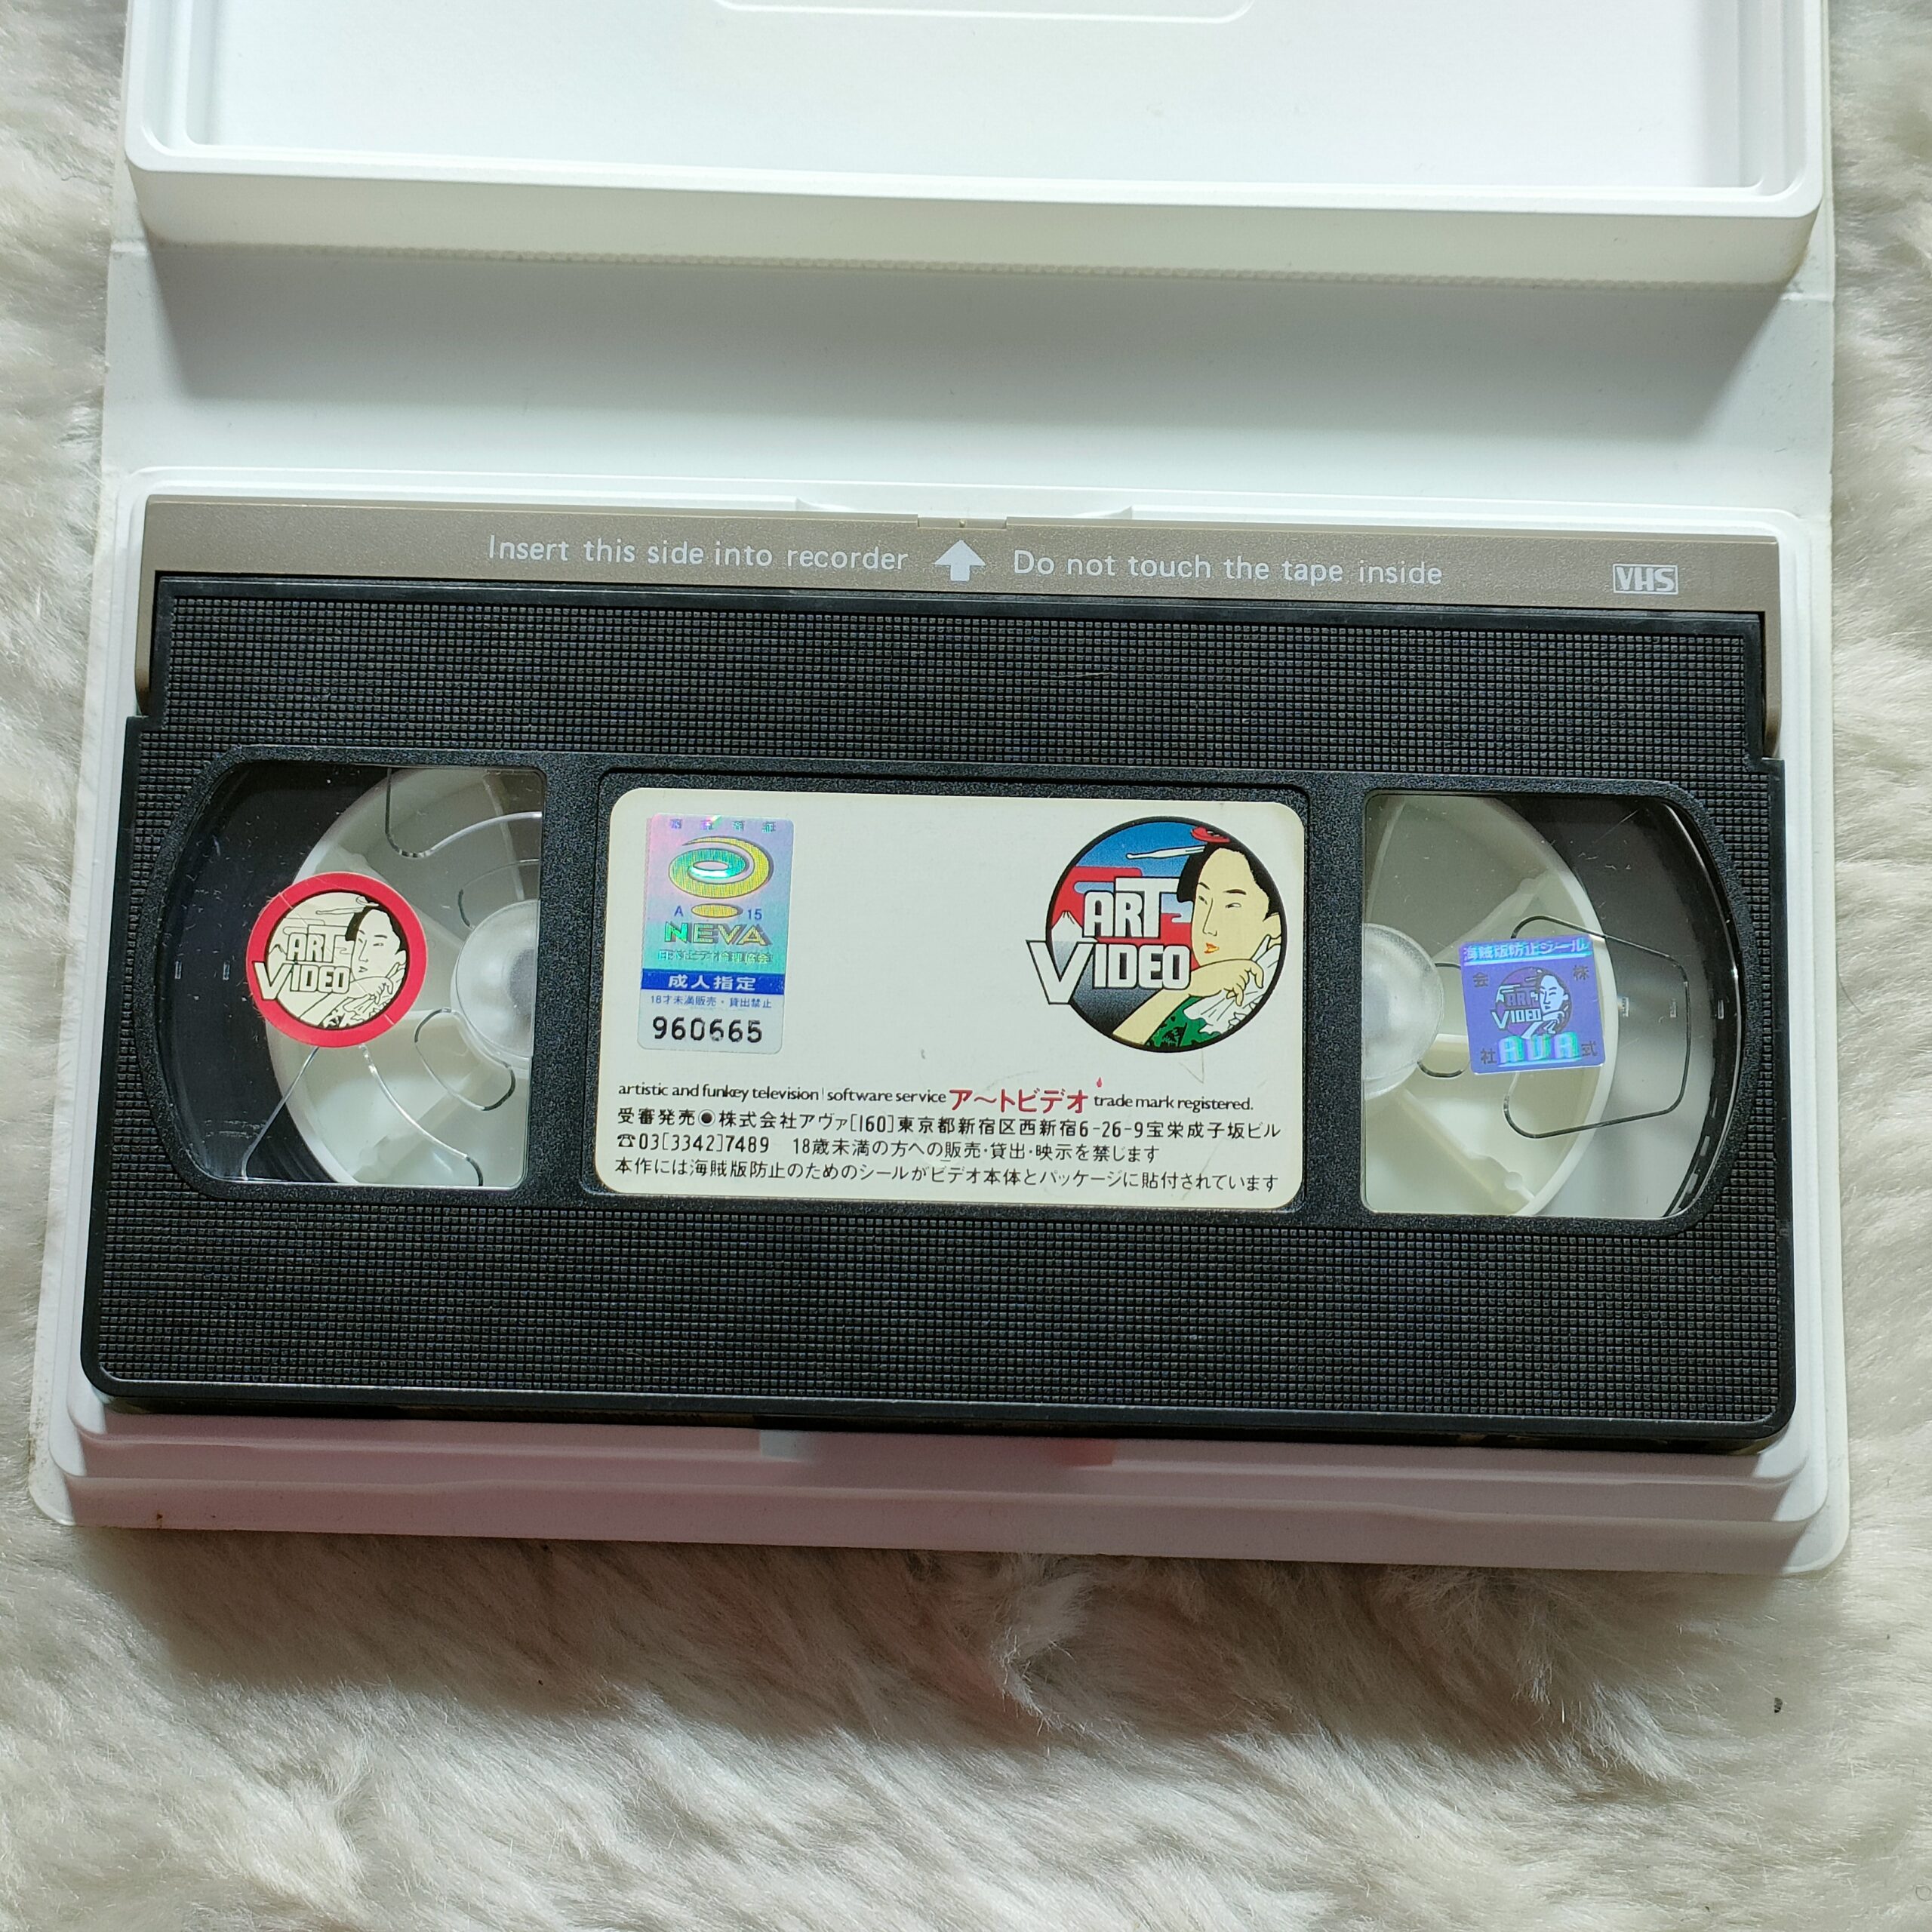 Insert this side into recorder Do not touch the tape inside
VHS
ART
VIDEO
A 15
NEVA
成人指定
18才未満販売・貸出禁止
960665
ART
VIDEO
海賊版防止シール
会 株
ART
VIDEO
社 AVA 式
artistic and funkey television software service ア〜トビデオ trade mark registered.
受審発売◉株式会社アヴァ[160]東京都新宿区西新宿6-26-9宝栄成子坂ビル
☎03[3342]7489 18歳未満の方への販売・貸出・映示を禁じます
本作には海賊版防止のためのシールがビデオ本体とパッケージに貼付されています